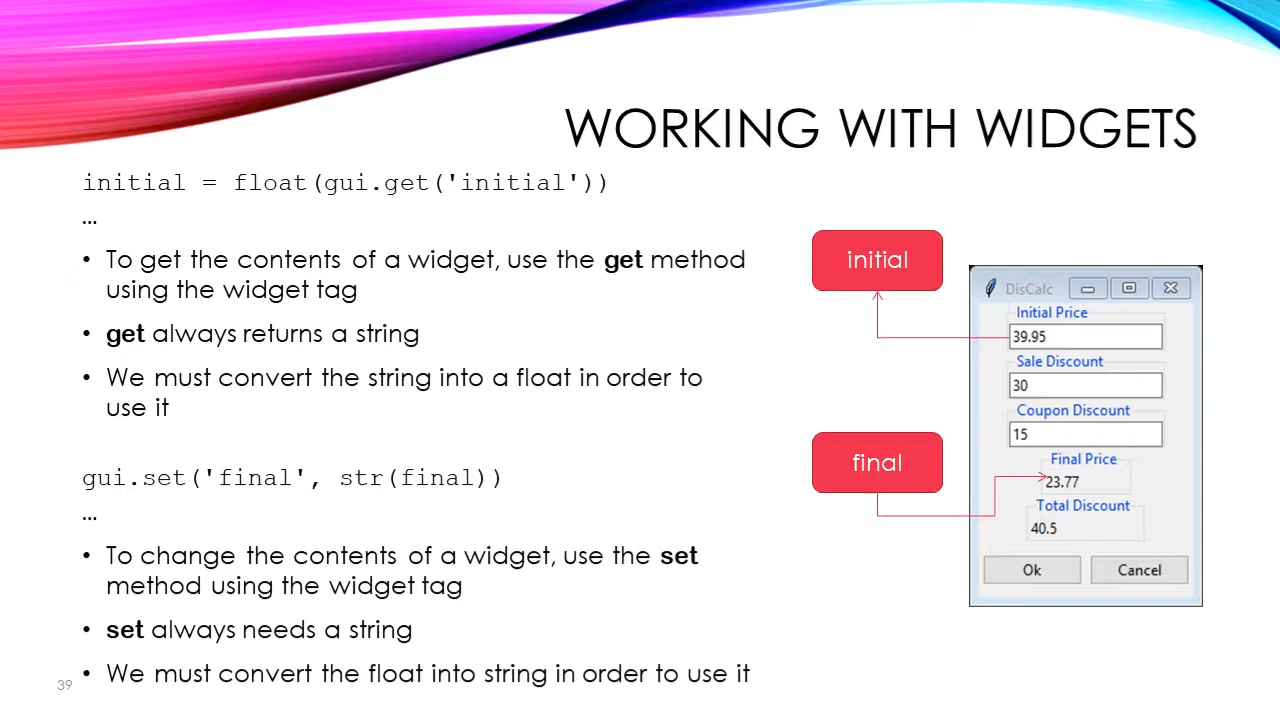 WORKING WITH WIDGETS
initial = float(gui.get('initial'))
…
• To get the contents of a widget, use the get method
using the widget tag
• get always returns a string
• We must convert the string into a float in order to
use it
gui.set('final', str(final))
…
• To change the contents of a widget, use the set
method using the widget tag
• set always needs a string
• We must convert the float into string in order to use it
39
initial
final
DisCalc
Initial Price
39.95
Sale Discount
30
Coupon Discount
15
Final Price
23.77
Total Discount
40.5
Ok
Cancel